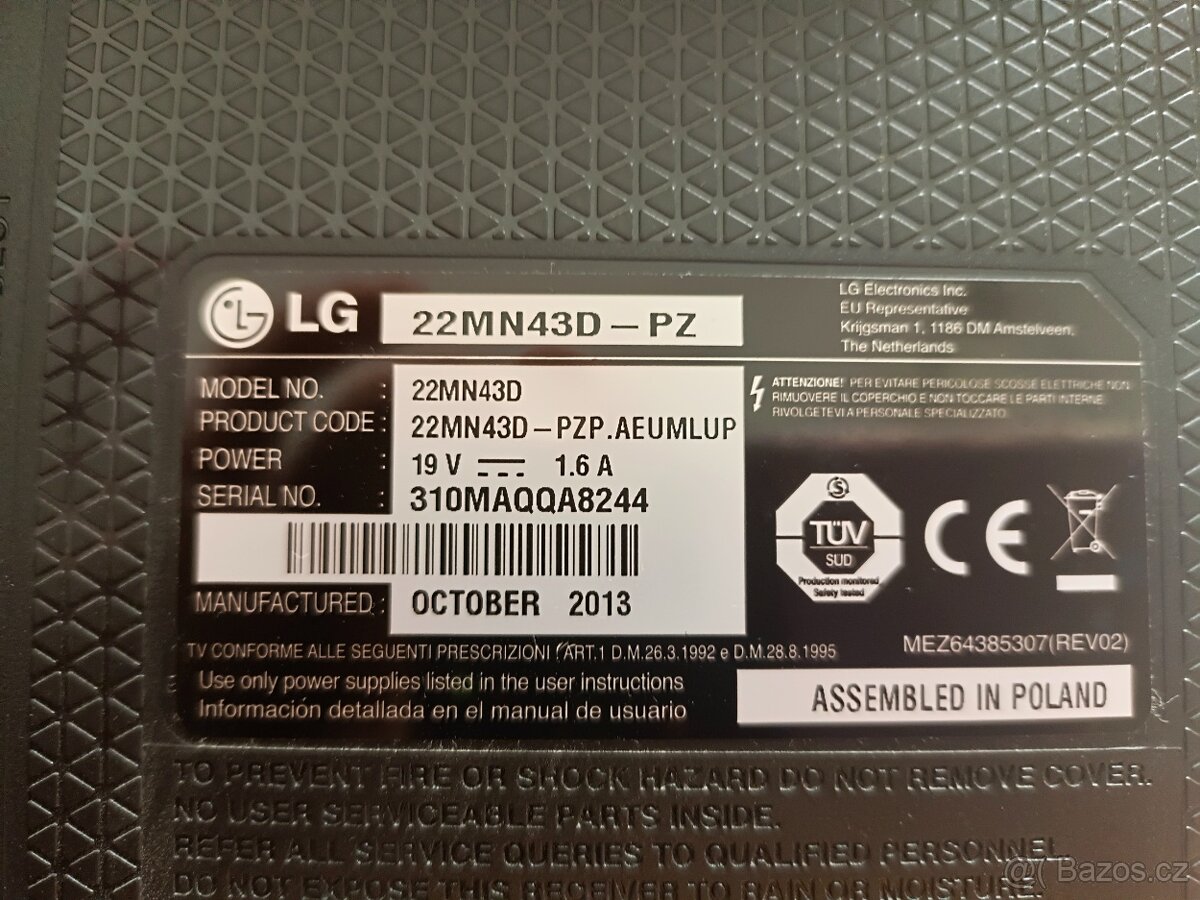 LG 22MN43D-PZ
LG Electronics Inc.
EU Representative
Krijgsman 1, 1186 DM Amstelveen,
The Netherlands
MODEL NO. : 22MN43D
PRODUCT CODE : 22MN43D-PZP.AEUMLUP
POWER : 19 V 1.6 A
SERIAL NO. : 310MAQQA8244
MANUFACTURED : OCTOBER 2013
ATTENZIONE! PER EVITARE PERICOLOSE SCOSSE ELETTRICHE NON
RIMUOVERE IL COPERCHIO E NON TOCCARE LE PARTI INTERNE.
RIVOLGETEVI A PERSONALE SPECIALIZZATO.
S
TÜV
SÜD
Production monitored
Safety tested
CE
TV CONFORME ALLE SEGUENTI PRESCRIZIONI ART.1 D.M.26.3.1992 e D.M.28.8.1995
MEZ64385307(REV02)
Use only power supplies listed in the user instructions
Información detallada en el manual de usuario
ASSEMBLED IN POLAND
TO PREVENT FIRE OR SHOCK HAZARD DO NOT REMOVE COVER.
NO USER SERVICEABLE PARTS INSIDE.
REFER ALL SERVICE QUERIES TO QUALIFIED PERSONNEL.
DO NOT EXPOSE THIS RECEIVER TO RAIN OR MOISTURE.
Bazos.cz